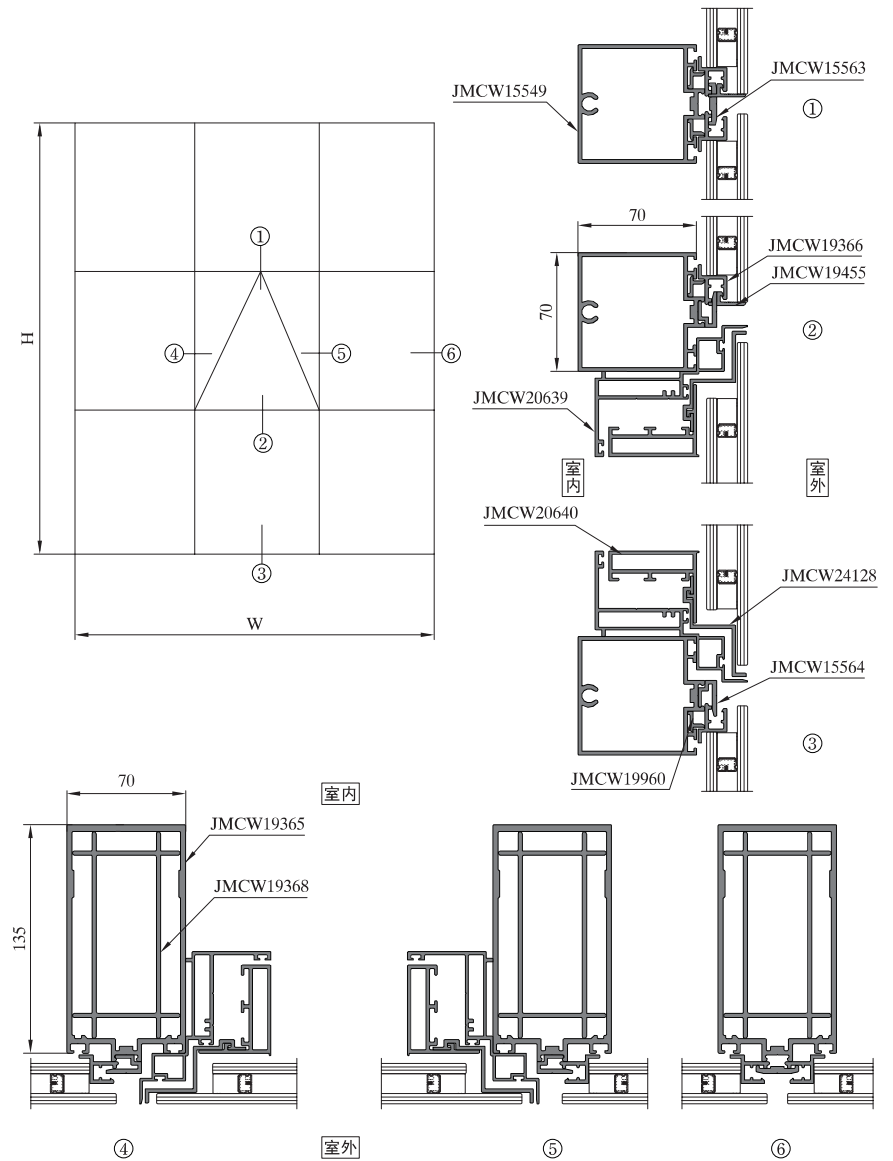 JMCW15563
JMCW15549
①
①
70
JMCW19366
JMCW19455
70
②
H
④
⑤
⑥
②
JMCW20639
室内
室外
JMCW20640
③
JMCW24128
W
JMCW15564
③
JMCW19960
70
室内
JMCW19365
JMCW19368
135
④
室外
⑤
⑥